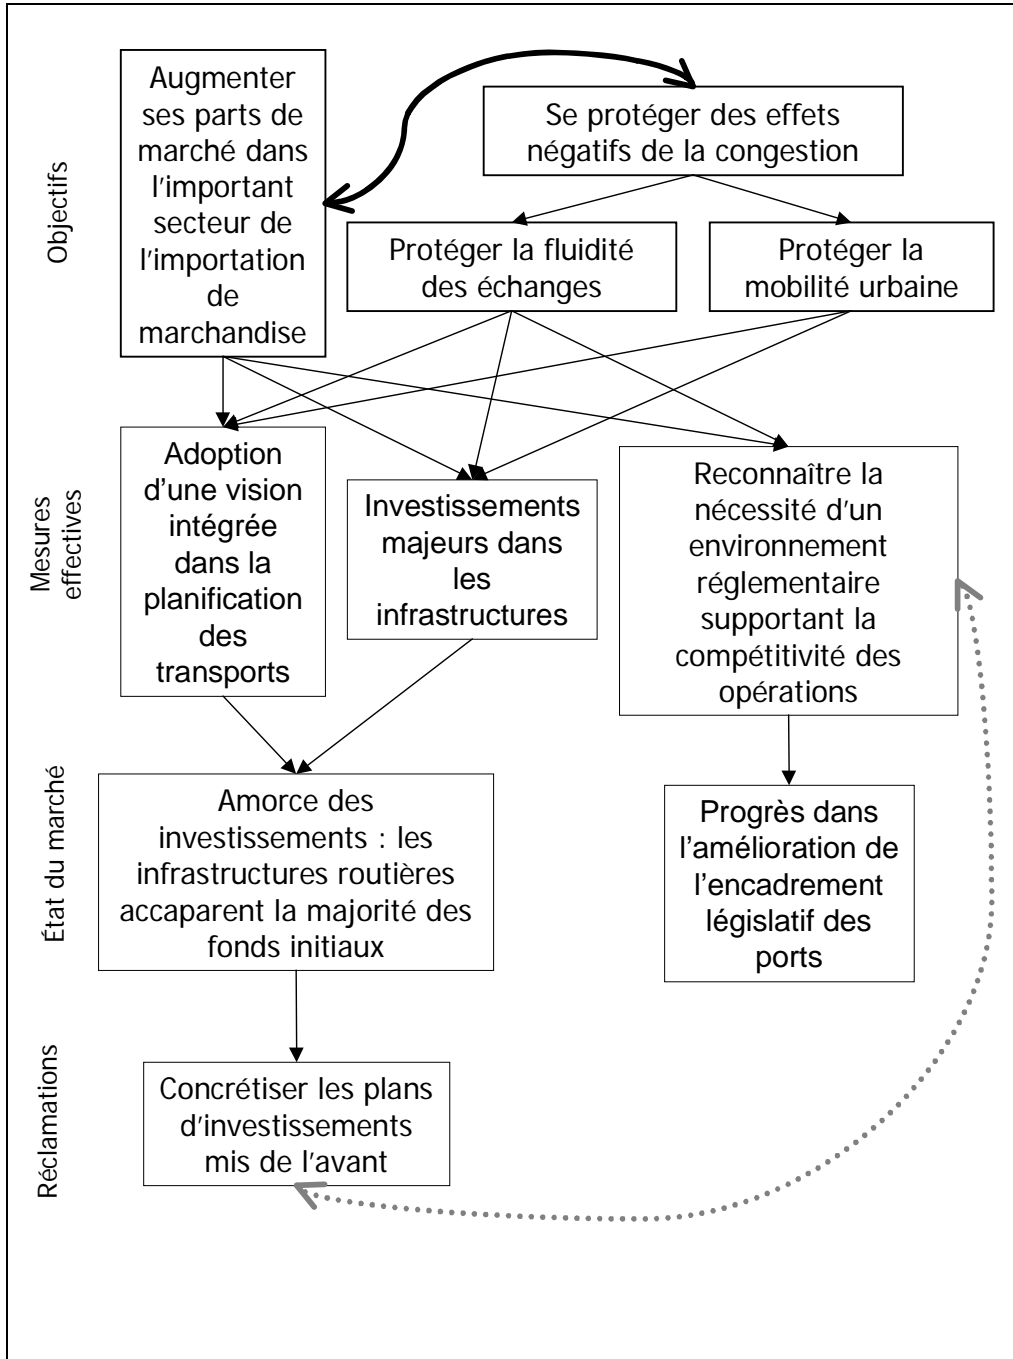 Objectifs
Augmenter
ses parts de
marché dans
l'important
secteur de
l'importation
de
marchandise
Se protéger des effets
négatifs de la congestion
Protéger la fluidité
des échanges
Protéger la
mobilité urbaine
Mesures
effectives
Adoption
d'une vision
intégrée
dans la
planification
des
transports
Investissements
majeurs dans
les
infrastructures
Reconnaître la
nécessité d'un
environnement
réglementaire
supportant la
compétitivité des
opérations
État du marché
Amorce des
investissements : les
infrastructures routières
accaparent la majorité des
fonds initiaux
Progrès dans
l'amélioration de
l'encadrement
législatif des
ports
Réclamations
Concrétiser les plans
d'investissements
mis de l'avant